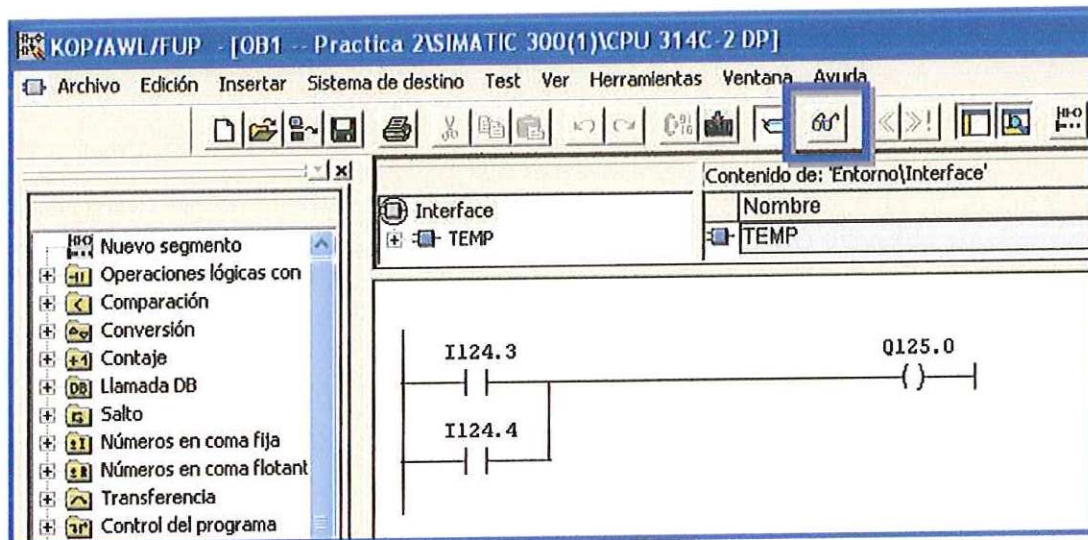 KOP/AWL/FUP - [OB1 -- Practica 2\SIMATIC 300(1)\CPU 314C-2 DP]
Archivo Edición Insertar Sistema de destino Test Ver Herramientas Ventana Ayuda
Contenido de: 'Entorno\Interface'
Interface
Nombre
TEMP
TEMP
Nuevo segmento
Operaciones lógicas con
Comparación
Conversión
Contaje
Llamada DB
Salto
Números en coma fija
Números en coma flotant
Transferencia
Control del programa
I124.3
Q125.0
I124.4